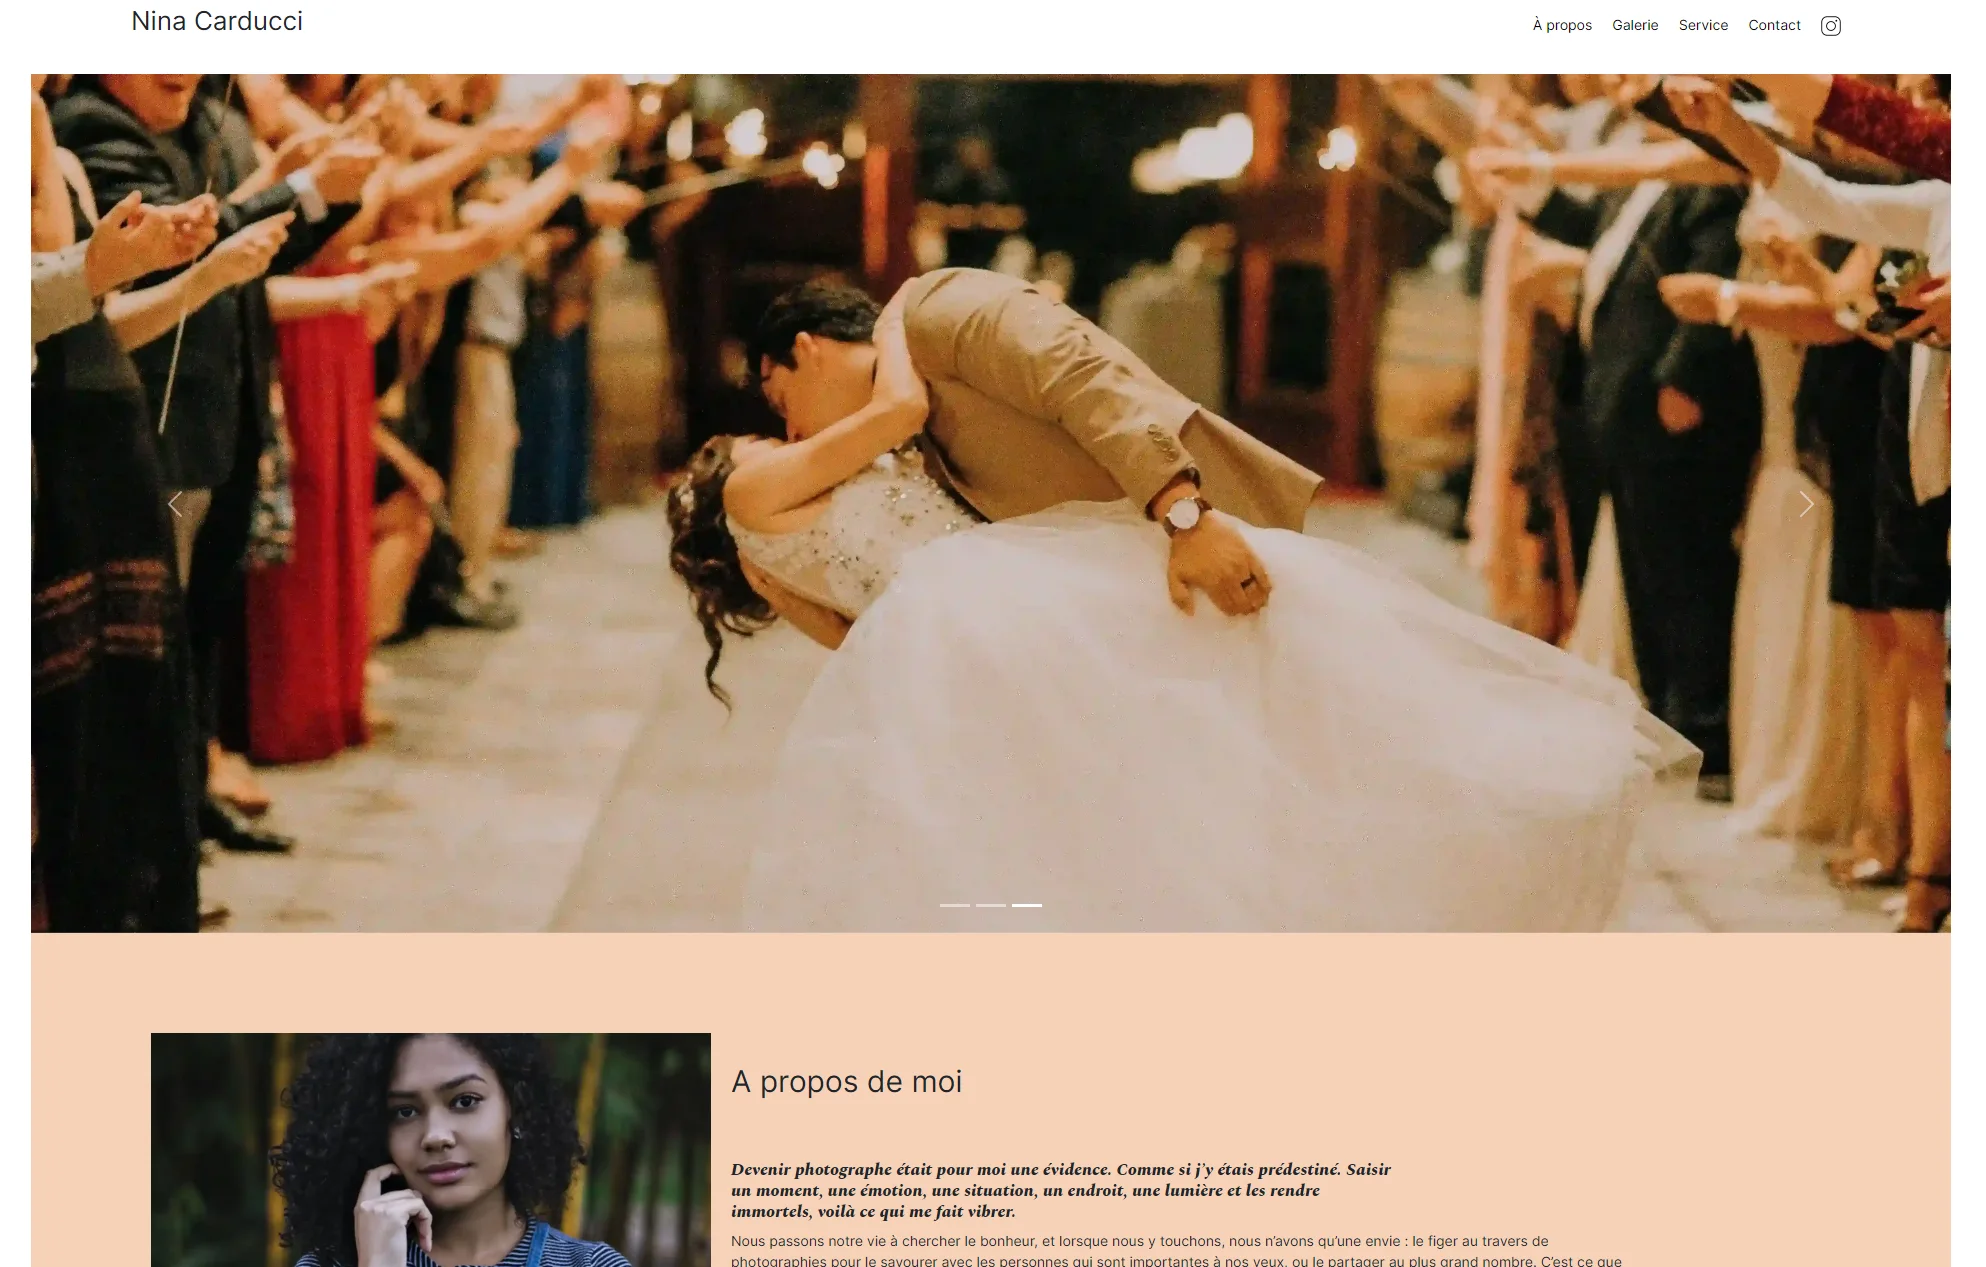 Nina Carducci
À propos Galerie Service Contact
A propos de moi
Devenir photographe était pour moi une évidence. Comme si j'y étais prédestiné. Saisir
un moment, une émotion, une situation, un endroit, une lumière et les rendre
immortels, voilà ce qui me fait vibrer.
Nous passons notre vie à chercher le bonheur, et lorsque nous y touchons, nous n’avons qu’une envie : le figer au travers de
photographies pour le savourer avec les personnes qui sont importantes à nos yeux, ou le partager au plus grand nombre. C’est ce que